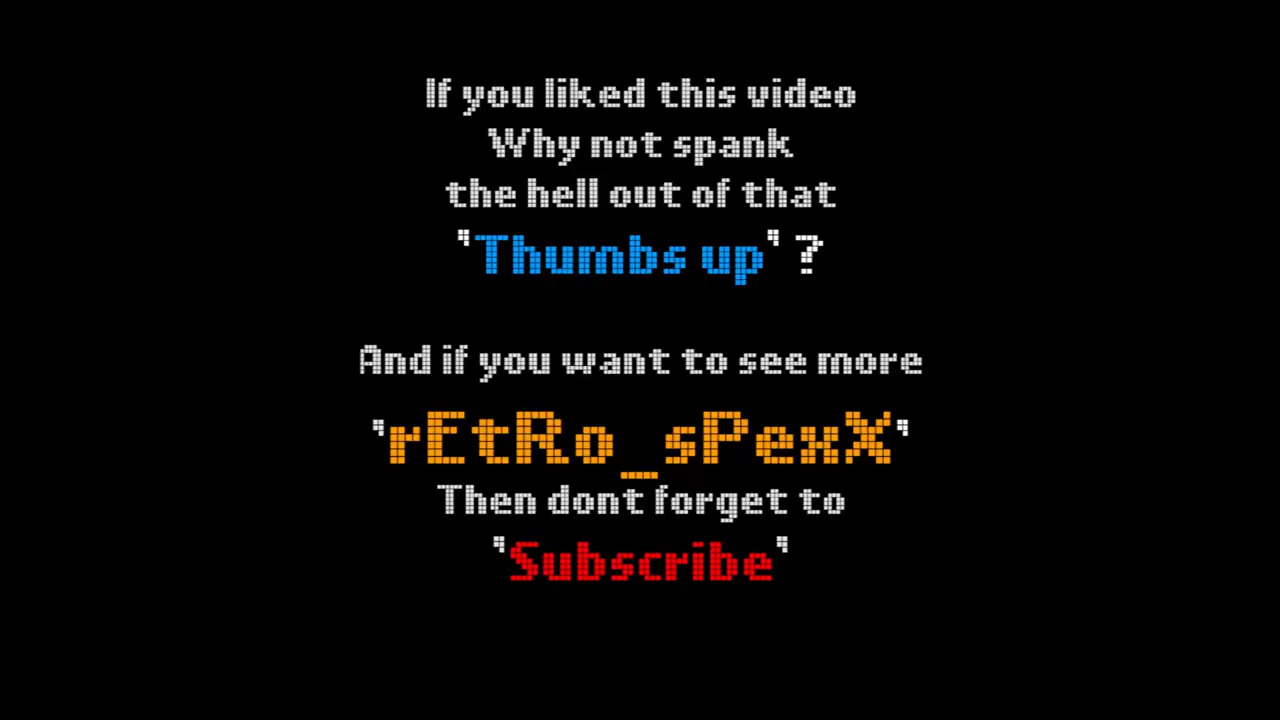 If you liked this video
Why not spank
the hell out of that
'Thumbs up' ?
And if you want to see more
'rEtRo_sPexX'
Then dont forget to
'Subscribe'